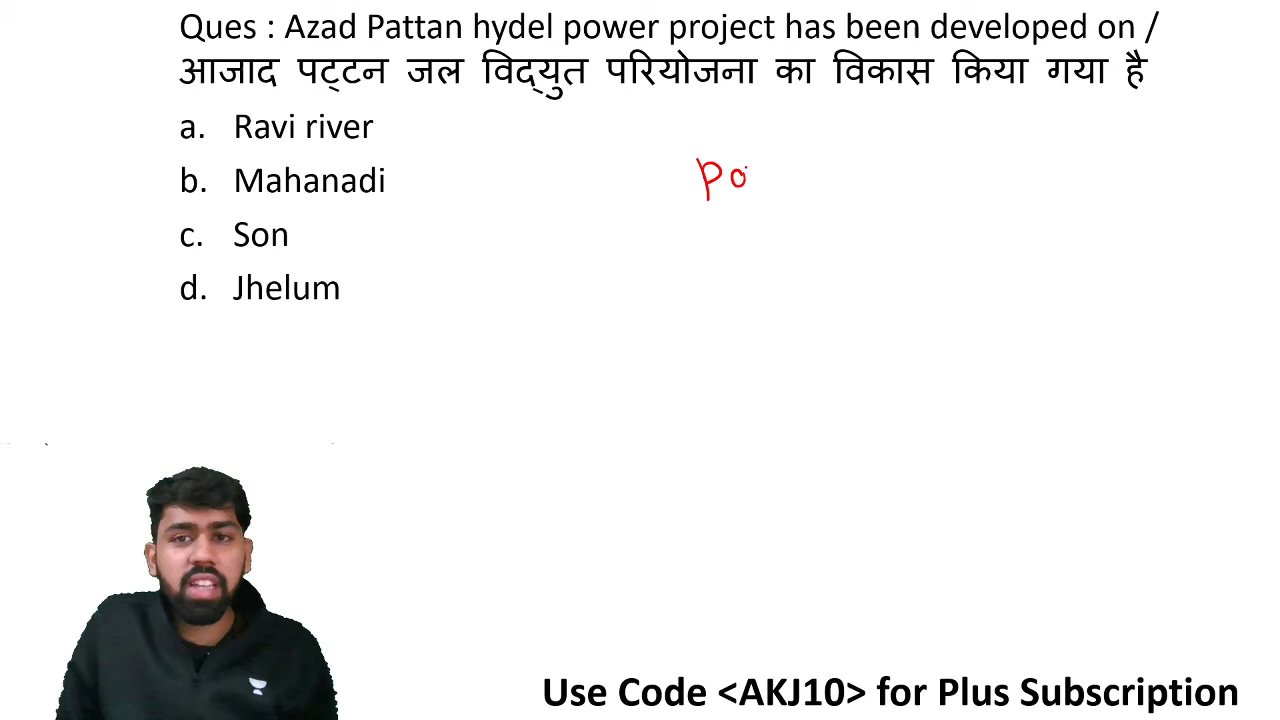 Ques : Azad Pattan hydel power project has been developed on /
आजाद पट्टन जल विद्युत परियोजना का विकास किया गया है
a. Ravi river
b. Mahanadi
po
c. Son
d. Jhelum
Use Code <AKJ10> for Plus Subscription